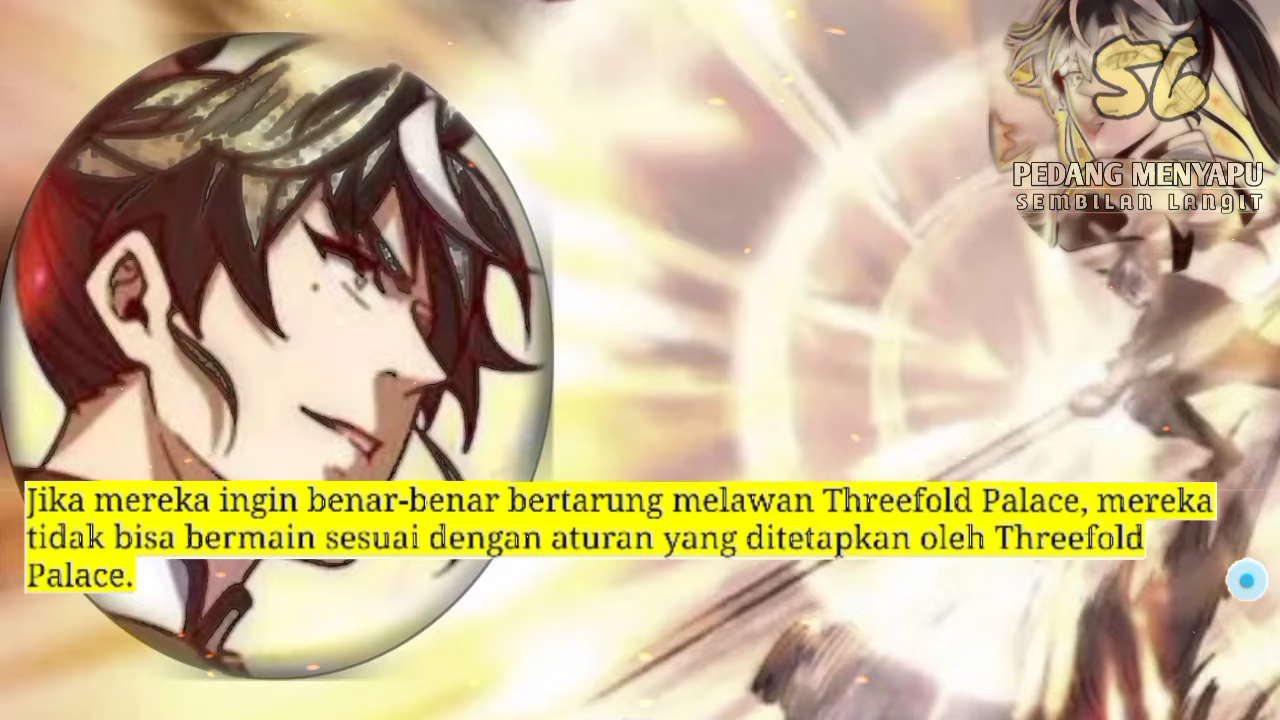 S6
PEDANG MENYAPU
SEMBILAN LANGIT
Jika mereka ingin benar-benar bertarung melawan Threefold Palace, mereka
tidak bisa bermain sesuai dengan aturan yang ditetapkan oleh Threefold
Palace.